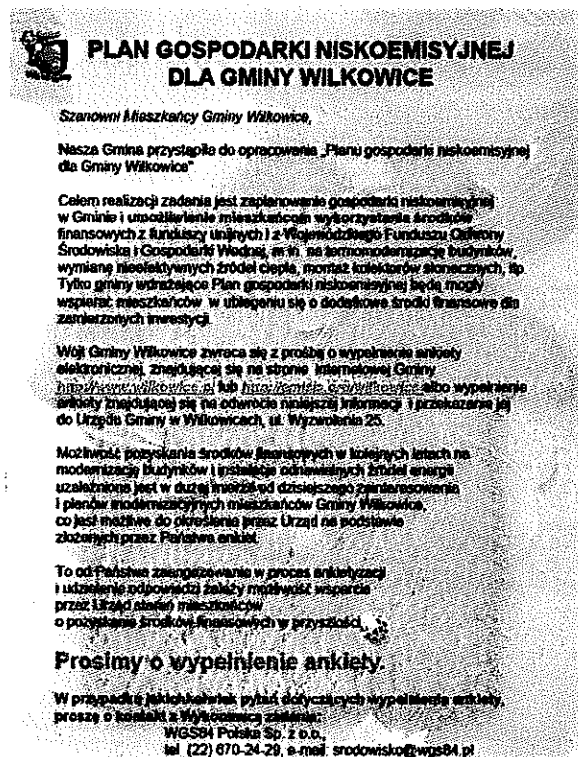 PLAN GOSPODARKI NISKOEMISYJNEJ
DLA GMINY WILKOWICE
Szanowni Mieszkańcy Gminy Wilkowice,
Nasza Gmina przystąpiła do opracowania „Planu gospodarki niskoemisyjnej
dla Gminy Wilkowice"
Celem realizacji zadania jest zaplanowanie gospodarki niskoemisyjnej
w Gminie i umożliwienie mieszkańcom wykorzystania środków
finansowych z funduszy unijnych i z Wojewódzkiego Funduszu Ochrony
Środowiska i Gospodarki Wodnej, m.in. na termomodernizację budynków,
wymianę nieefektywnych źródeł ciepła, montaż kolektorów słonecznych, itp
Tylko gminy wdrażające Plan gospodarki niskoemisyjnej będą mogły
wspierać mieszkańców w ubieganiu się o dodatkowe środki finansowe dla
zamierzonych inwestycji.
Wójt Gminy Wilkowice zwraca się z prośbą o wypełnienie ankiety
elektronicznej, znajdującej się na stronie internetowej Gminy
http://www.wilkowice.pl lub albo wypełnienie
ankiety znajdującej się na odwrocie niniejszej informacji i przekazanie jej
do Urzędu Gminy w Wilkowicach, ul. Wyzwolenia 25.
Możliwość pozyskania środków finansowych w kolejnych latach na
modernizację budynków i instalacje odnawialnych źródeł energii
uzależniona jest w dużej mierze od dzisiejszego zainteresowania
i planów modernizacyjnych mieszkańców Gminy Wilkowice,
co jest możliwe do określenia przez Urząd na podstawie
złożonych przez Państwa ankiet.
To od Państwa zaangażowania w proces ankietyzacji
i udzielenie odpowiedzi zależy możliwość wsparcia
przez Urząd starań mieszkańców
o pozyskanie środków finansowych w przyszłości.
Prosimy o wypełnienie ankiety.
W przypadku jakichkolwiek pytań dotyczących wypełnienia ankiety,
proszę o kontakt z Wykonawcą zadania:
WGS84 Polska Sp. z o.o.,
tel. (22) 670-24-29, e-mail: srodowisko@wgs84.pl